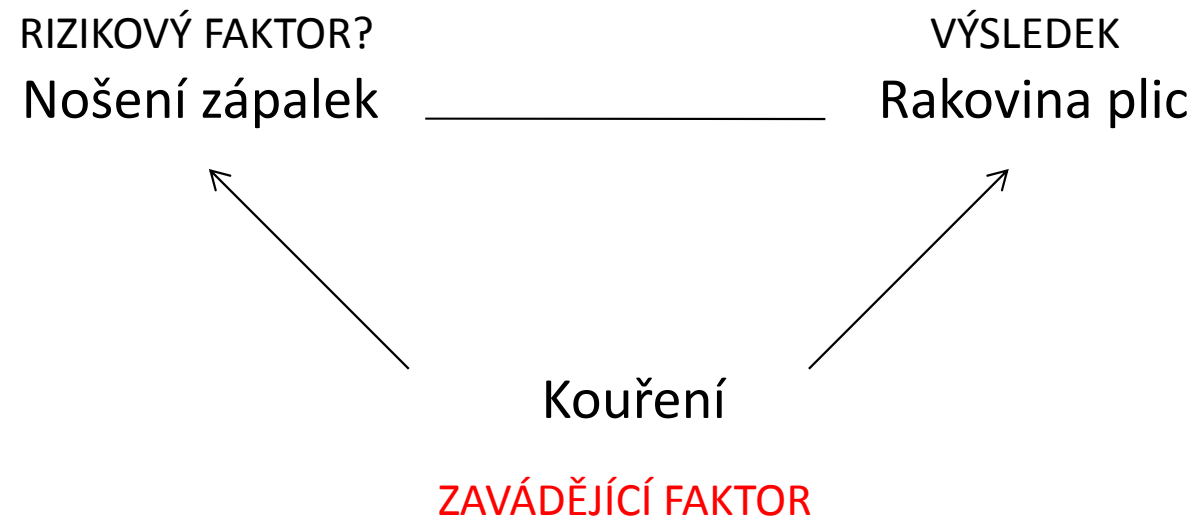 RIZIKOVÝ FAKTOR?
Nošení zápalek
VÝSLEDEK
Rakovina plic
Kouření
ZAVÁDĚJÍCÍ FAKTOR